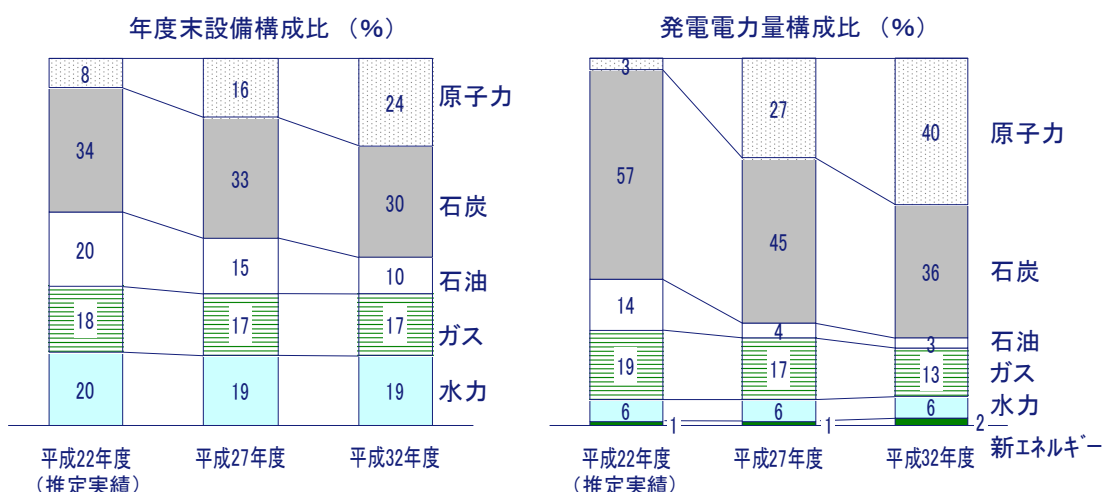 年度末設備構成比 （％）
8
16
24
原子力
34
33
30
石炭
20
15
10
石油
18
17
17
ガス
20
19
19
水力
平成22年度
（推定実績）
平成27年度
平成32年度
発電電力量構成比 （％）
3
27
40
原子力
57
45
36
石炭
14
4
3
石油
19
17
13
ガス
6
6
6
水力
1
1
2
新エネルギー
平成22年度
（推定実績）
平成27年度
平成32年度